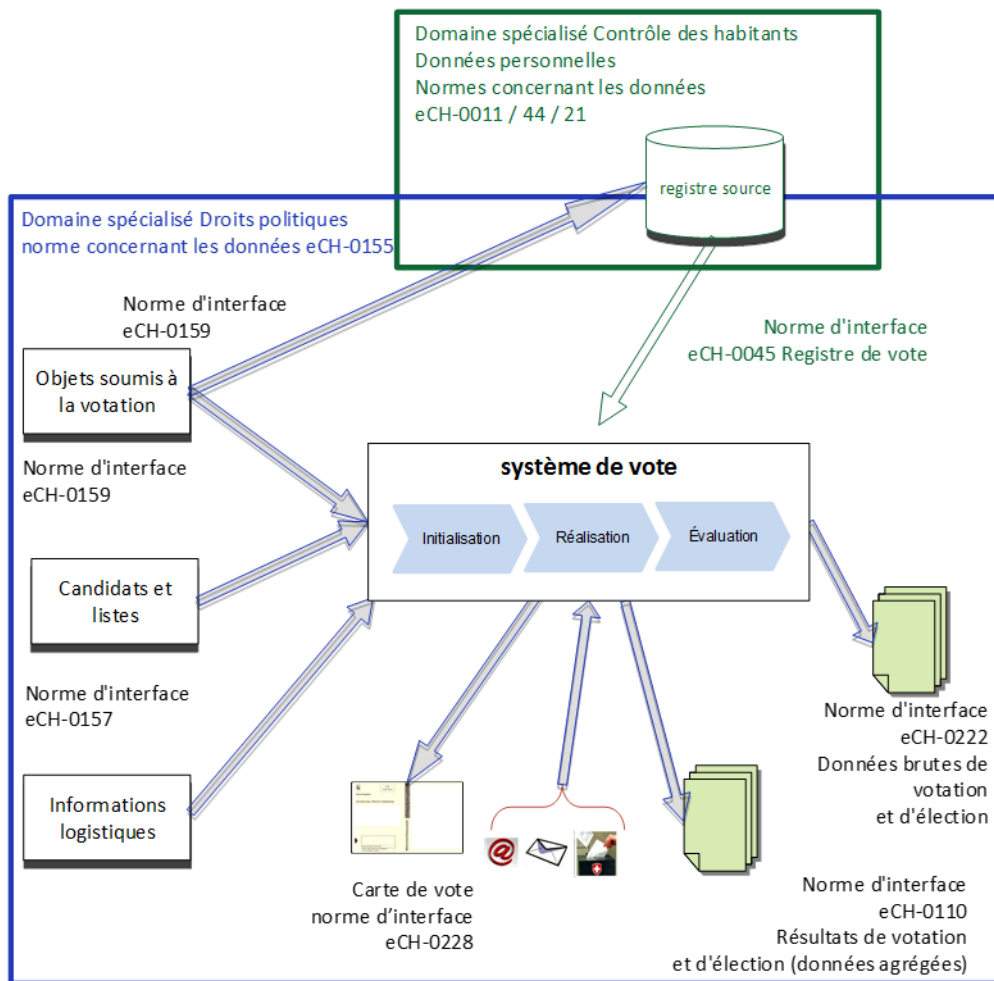 Domaine spécialisé Contrôle des habitants
Données personnelles
Normes concernant les données
eCH-0011 / 44 / 21
registre source
Domaine spécialisé Droits politiques
norme concernant les données eCH-0155
Norme d'interface
eCH-0159
Norme d'interface
eCH-0045 Registre de vote
Objets soumis à
la votation
Norme d'interface
eCH-0159
système de vote
Initialisation
Réalisation
Évaluation
Candidats et
listes
Norme d'interface
eCH-0157
Informations
logistiques
Norme d'interface
eCH-0222
Données brutes de
votation
et d'élection
@
Carte de vote
norme d’interface
eCH-0228
Norme d'interface
eCH-0110
Résultats de votation
et d'élection (données agrégées)